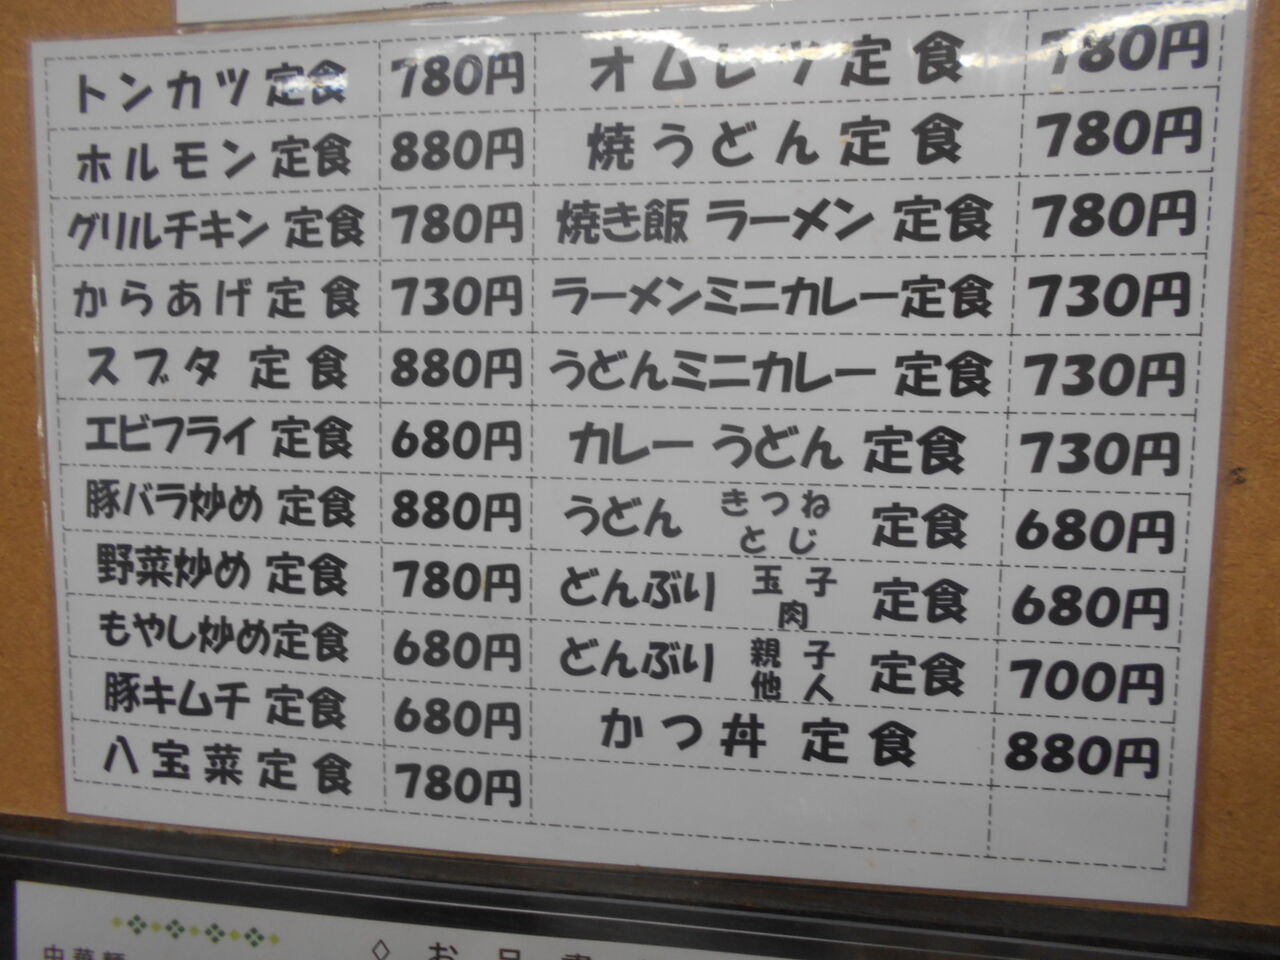 トンカツ定食 780円
ホルモン定食 880円
グリルチキン定食 780円
からあげ定食 730円
スブタ定食 880円
エビフライ定食 680円
豚バラ炒め定食 880円
野菜炒め定食 780円
もやし炒め定食 680円
豚キムチ定食 680円
八宝菜定食 780円
オムレツ定食 780円
焼うどん定食 780円
焼き飯 ラーメン 定食 780円
ラーメンミニカレー定食 730円
うどんミニカレー定食 730円
カレーうどん定食 730円
うどん きつね とじ 定食 680円
どんぶり 玉子 肉 定食 680円
どんぶり 親子 他人 定食 700円
かつ丼定食 880円